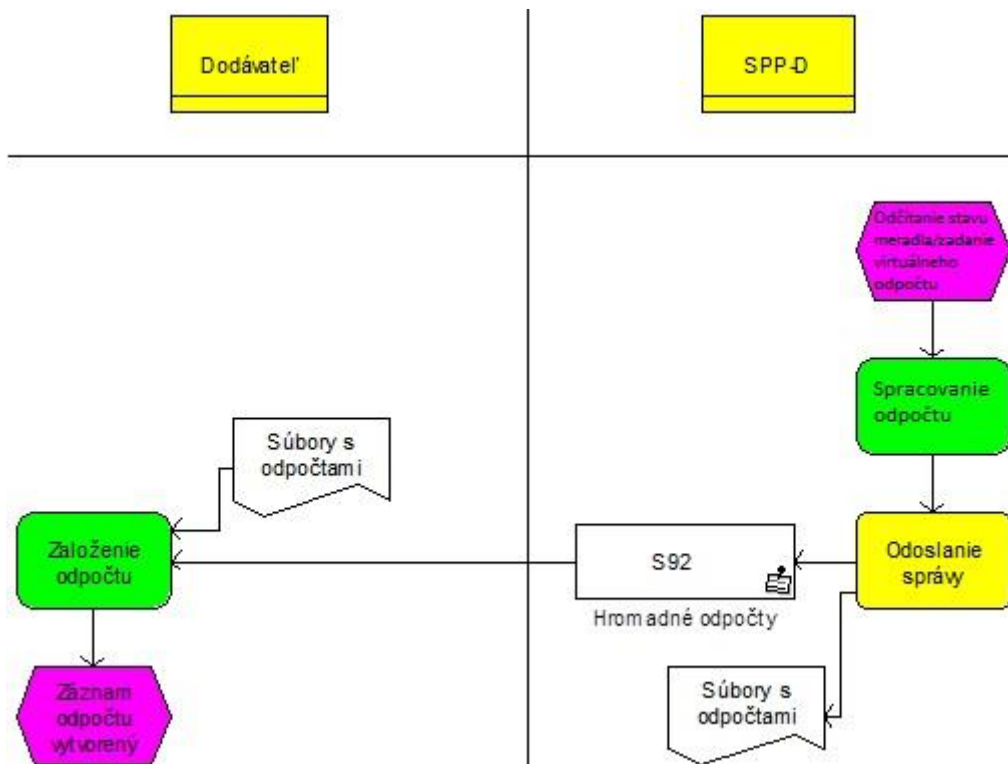 Dodávateľ
SPP-D
Odčítanie stavu
meradla/zadanie
virtuálneho
odpočtu
Spracovanie
odpočtu
Súbory s
odpočtami
Založenie
odpočtu
S92
Odoslanie
správy
Hromadné odpočty
Záznam
odpočtu
vytvorený
Súbory s
odpočtami